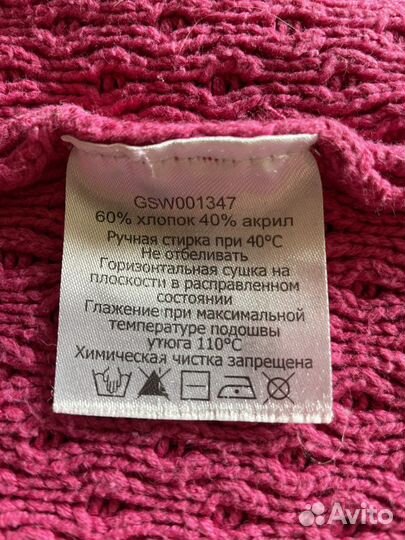 GSW001347
60% хлопок 40% акрил
Ручная стирка при 40°С
Не отбеливать
Горизонтальная сушка на
плоскости в расправленном
состоянии
Глажение при максимальной
температуре подошвы
утюга 110°С
Химическая чистка запрещена
Avito